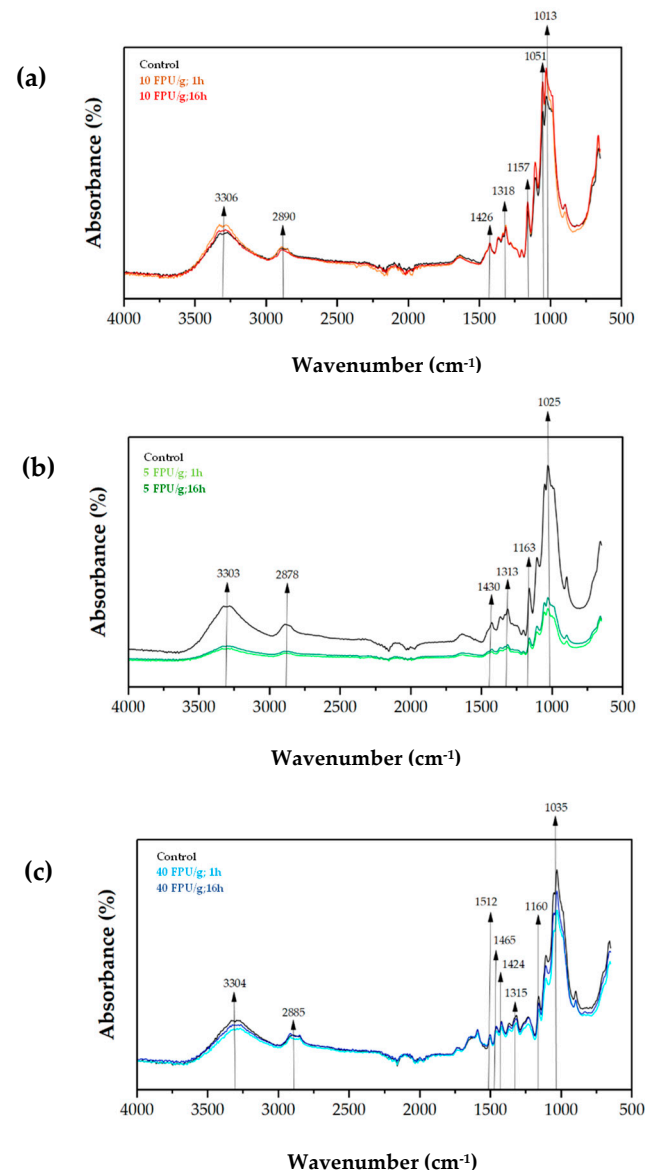 (a)
Control
10 FPU/g; 1h
10 FPU/g;16h
1013
1051
1157
1318
1426
2890
3306
Absorbance (%)
4000 3500 3000 2500 2000 1500 1000 500
Wavenumber (cm-1)
(b)
Control
5 FPU/g; 1h
5 FPU/g;16h
1025
1163
1313
1430
2878
3303
Absorbance (%)
4000 3500 3000 2500 2000 1500 1000 500
Wavenumber (cm-1)
(c)
Control
40 FPU/g; 1h
40 FPU/g;16h
1035
1512
1160
1465
1424
1315
3304
2885
Absorbance (%)
4000 3500 3000 2500 2000 1500 1000 500
Wavenumber (cm-1)